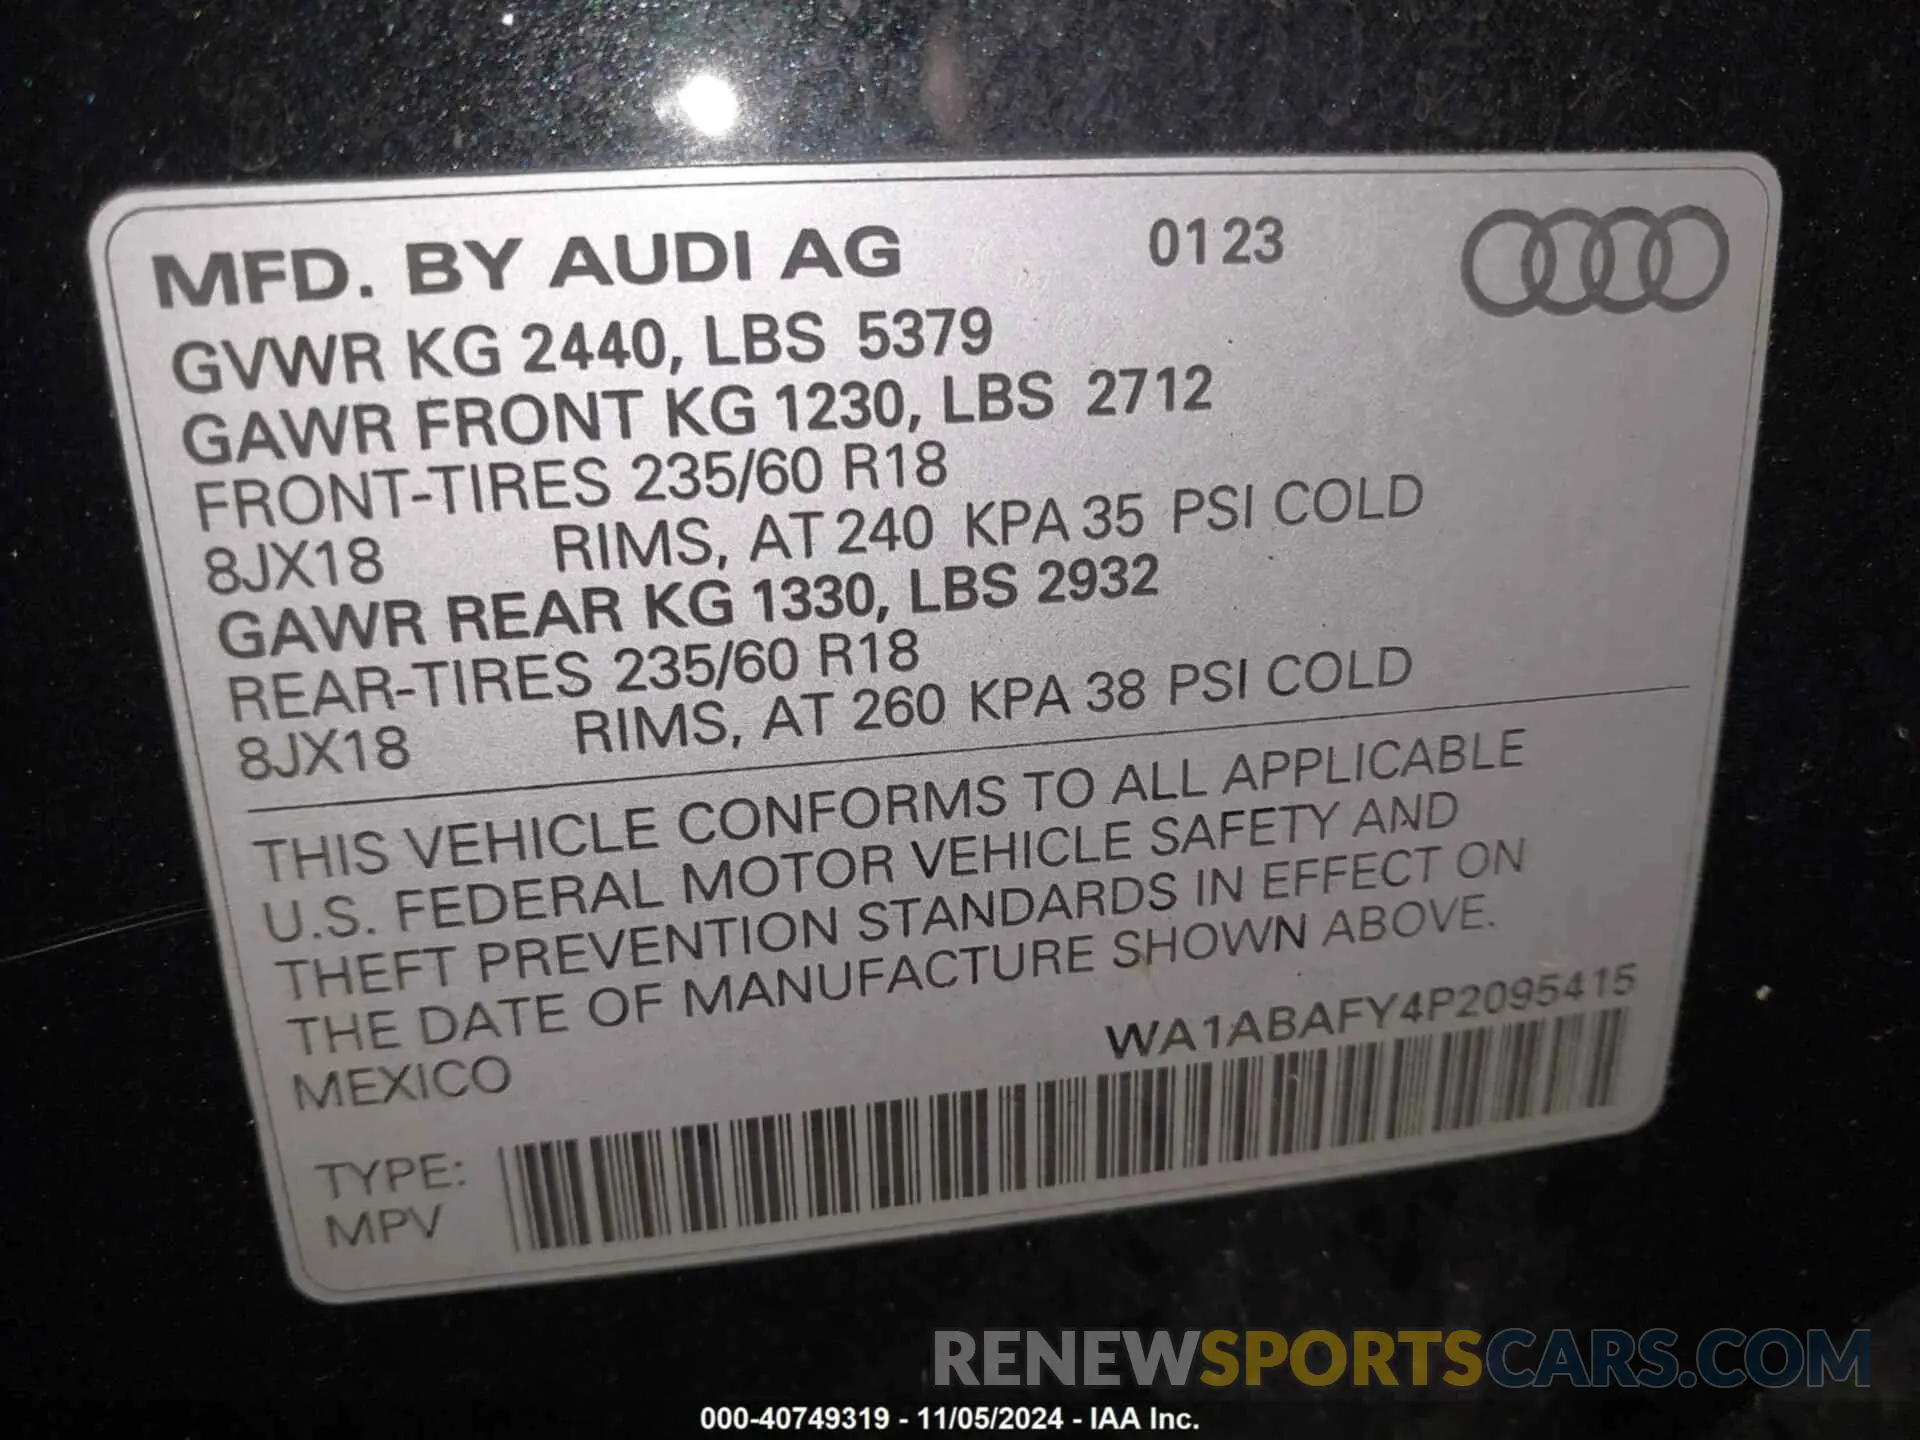 MFD. BY AUDI AG 0123
GVWR KG 2440, LBS 5379
GAWR FRONT KG 1230, LBS 2712
FRONT-TIRES 235/60 R18
8JX18 RIMS, AT 240 KPA 35 PSI COLD
GAWR REAR KG 1330, LBS 2932
REAR-TIRES 235/60 R18
8JX18 RIMS, AT 260 KPA 38 PSI COLD
THIS VEHICLE CONFORMS TO ALL APPLICABLE
U.S. FEDERAL MOTOR VEHICLE SAFETY AND
THEFT PREVENTION STANDARDS IN EFFECT ON
THE DATE OF MANUFACTURE SHOWN ABOVE.
MEXICO WA1ABAFY4P2095415
TYPE:
MPV
RENEWSPORTSCARS.COM
000-40749319 - 11/05/2024 - IAA Inc.